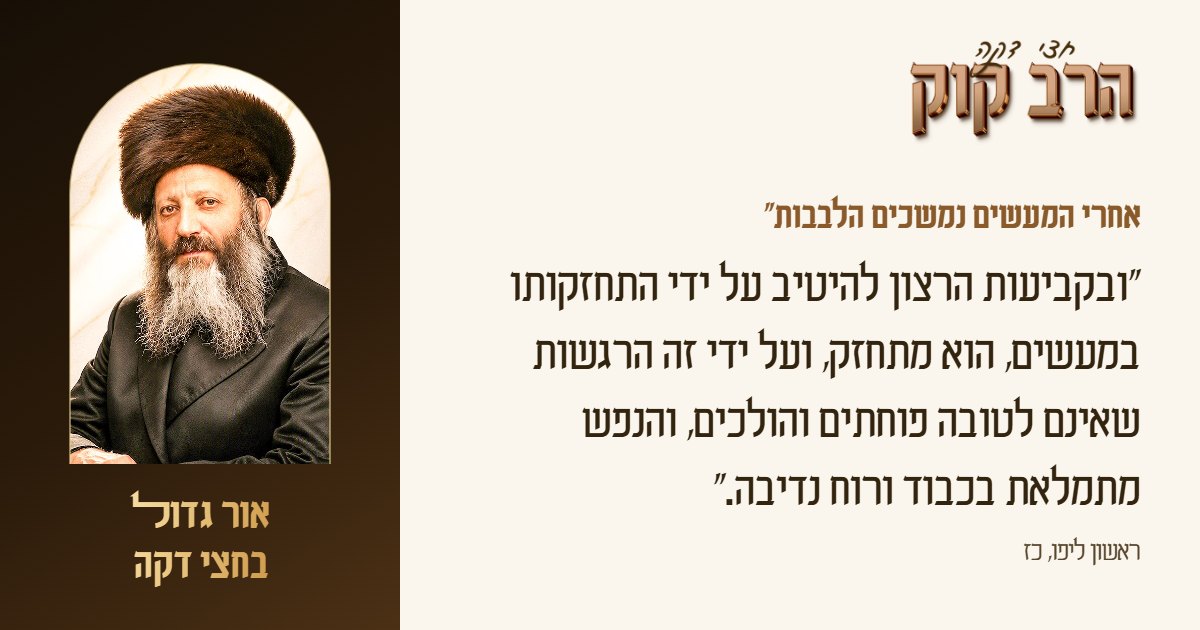 חצי דקה
הרב קוק
אחרי המעשים נמשכים הלבבות"
"ובקביעות הרצון להיטיב על ידי התחזקותו
במעשים, הוא מתחזק, ועל ידי זה הרגשות
שאינם לטובה פוחתים והולכים, והנפש
מתמלאת בכבוד ורוח נדיבה."
ראשון ליפו, כז
אור גדול
בחצי דקה